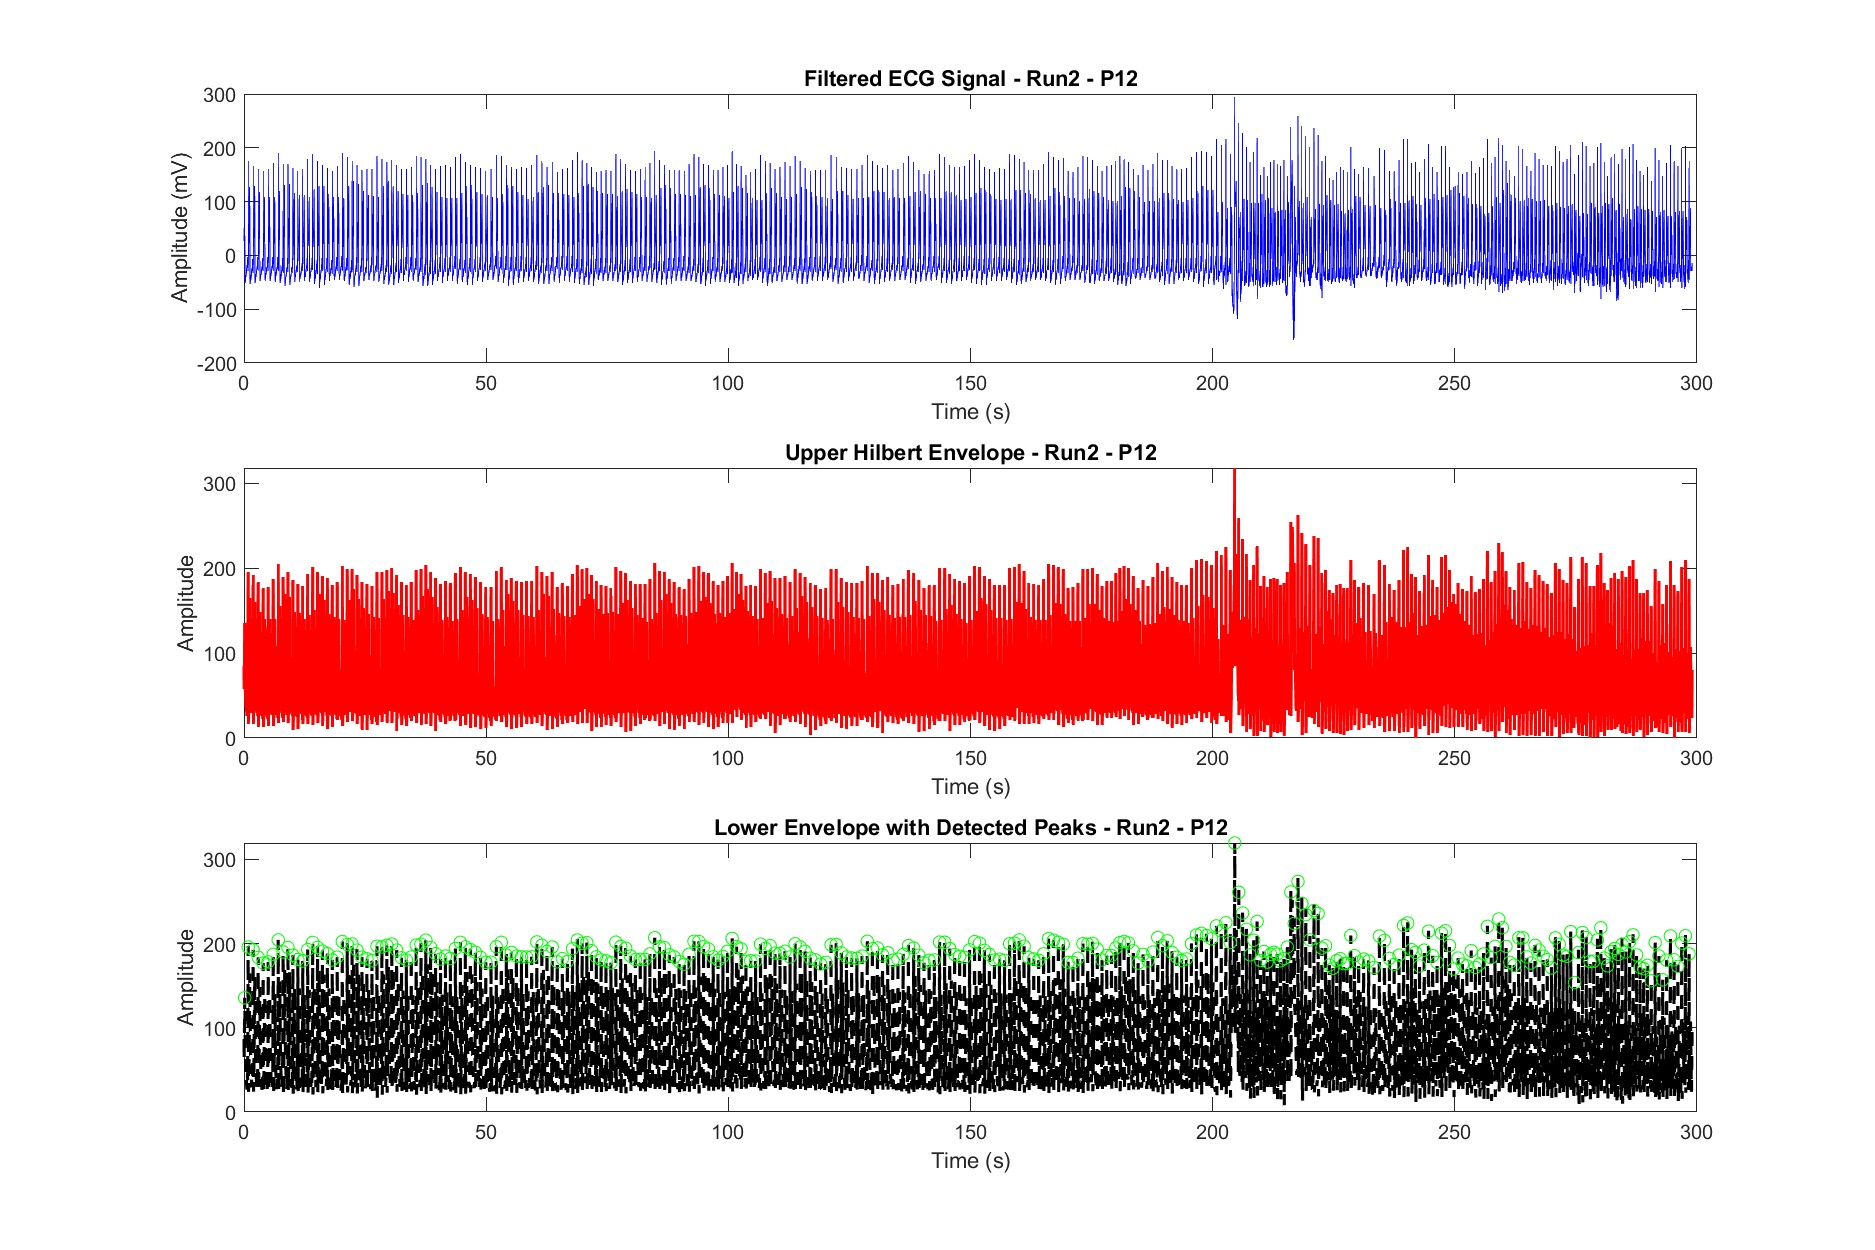 Filtered ECG Signal - Run2 - P12
300
200
100
0
-100
-200
Amplitude (mV)
0 50 100 150 200 250 300
Time (s)
Upper Hilbert Envelope - Run2 - P12
300
200
100
0
Amplitude
0 50 100 150 200 250 300
Time (s)
Lower Envelope with Detected Peaks - Run2 - P12
300
200
100
0
Amplitude
0 50 100 150 200 250 300
Time (s)